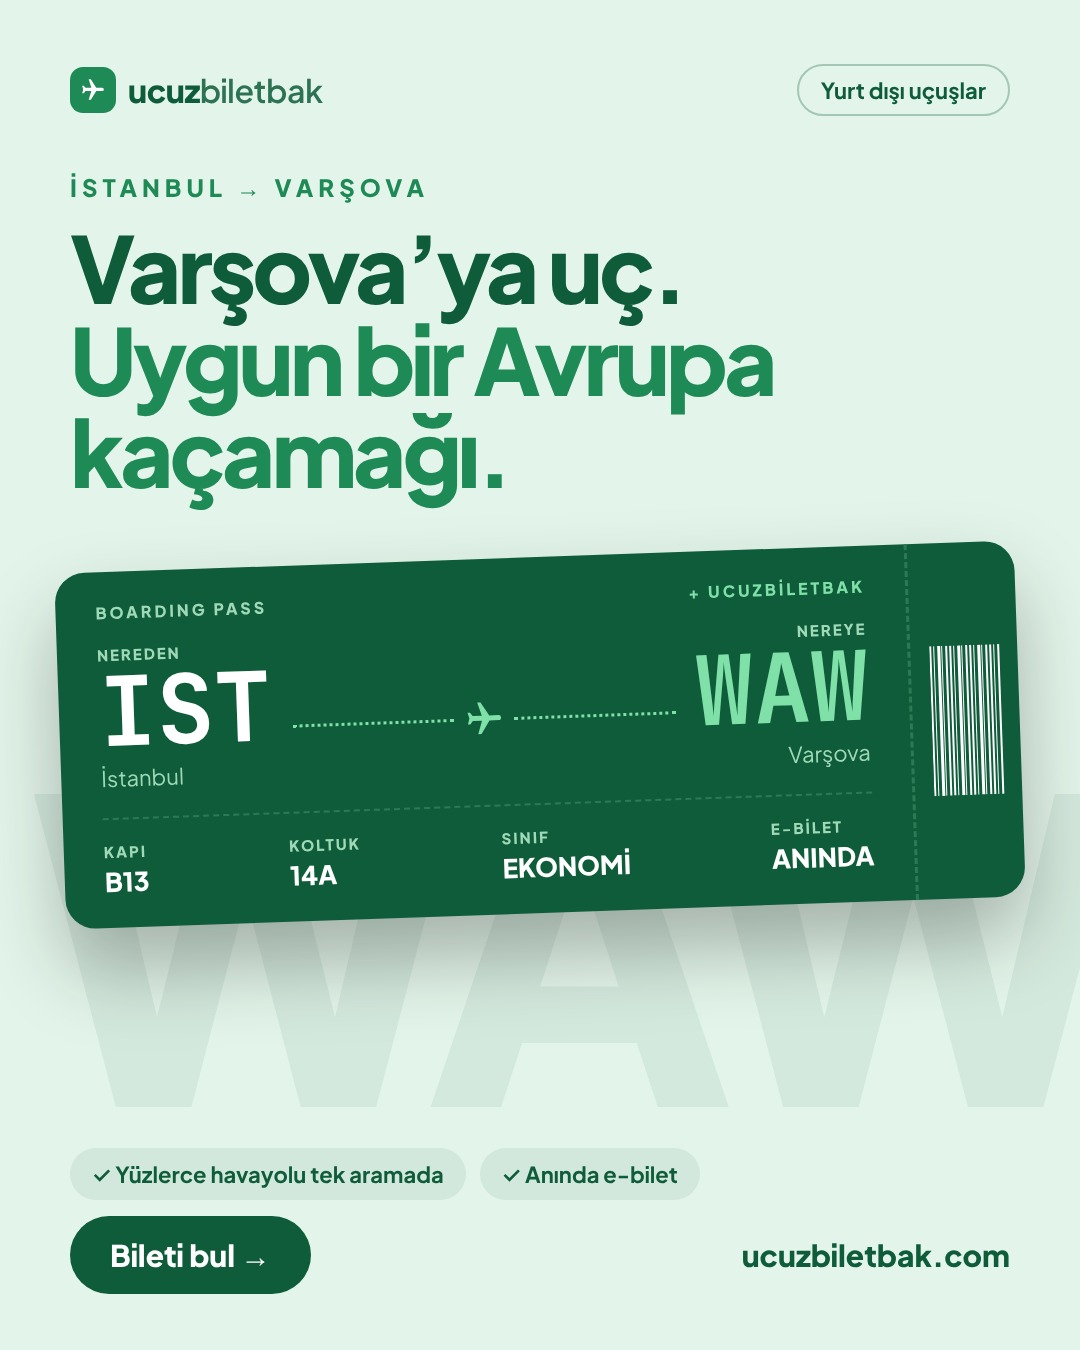 ucuzbiletbak
Yurt dışı uçuşlar
İSTANBUL → VARŞOVA
Varşova’ya uç.
Uygun bir Avrupa
kaçamağı.
BOARDING PASS
+ UCUZBİLETBAK
NEREDEN
NEREYE
IST
WAW
İstanbul
Varşova
KAPI
KOLTUK
SINIF
E-BİLET
B13
14A
EKONOMİ
ANINDA
WAW
✓ Yüzlerce havayolu tek aramada
✓ Anında e-bilet
Bileti bul →
ucuzbiletbak.com